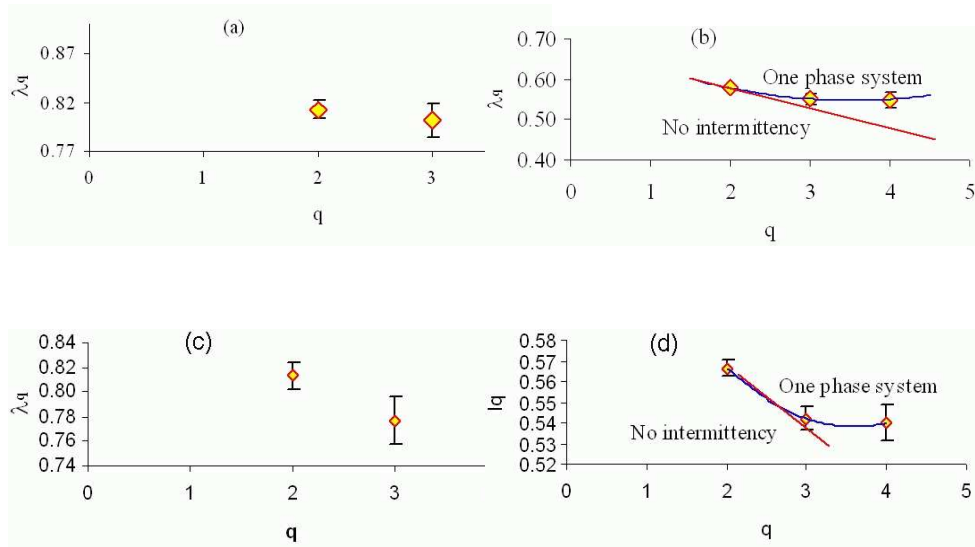 (a)
0.87
0.82
0.77
λq
0 1 2 3
q
(b)
0.70
0.60
0.50
0.40
λq
One phase system
No intermittency
0 1 2 3 4 5
q
(c)
0.84
0.82
0.80
0.78
0.76
0.74
λq
0 1 2 3
q
(d)
0.58
0.57
0.56
0.55
0.54
0.53
0.52
lq
One phase system
No intermittency
0 1 2 3 4 5
q